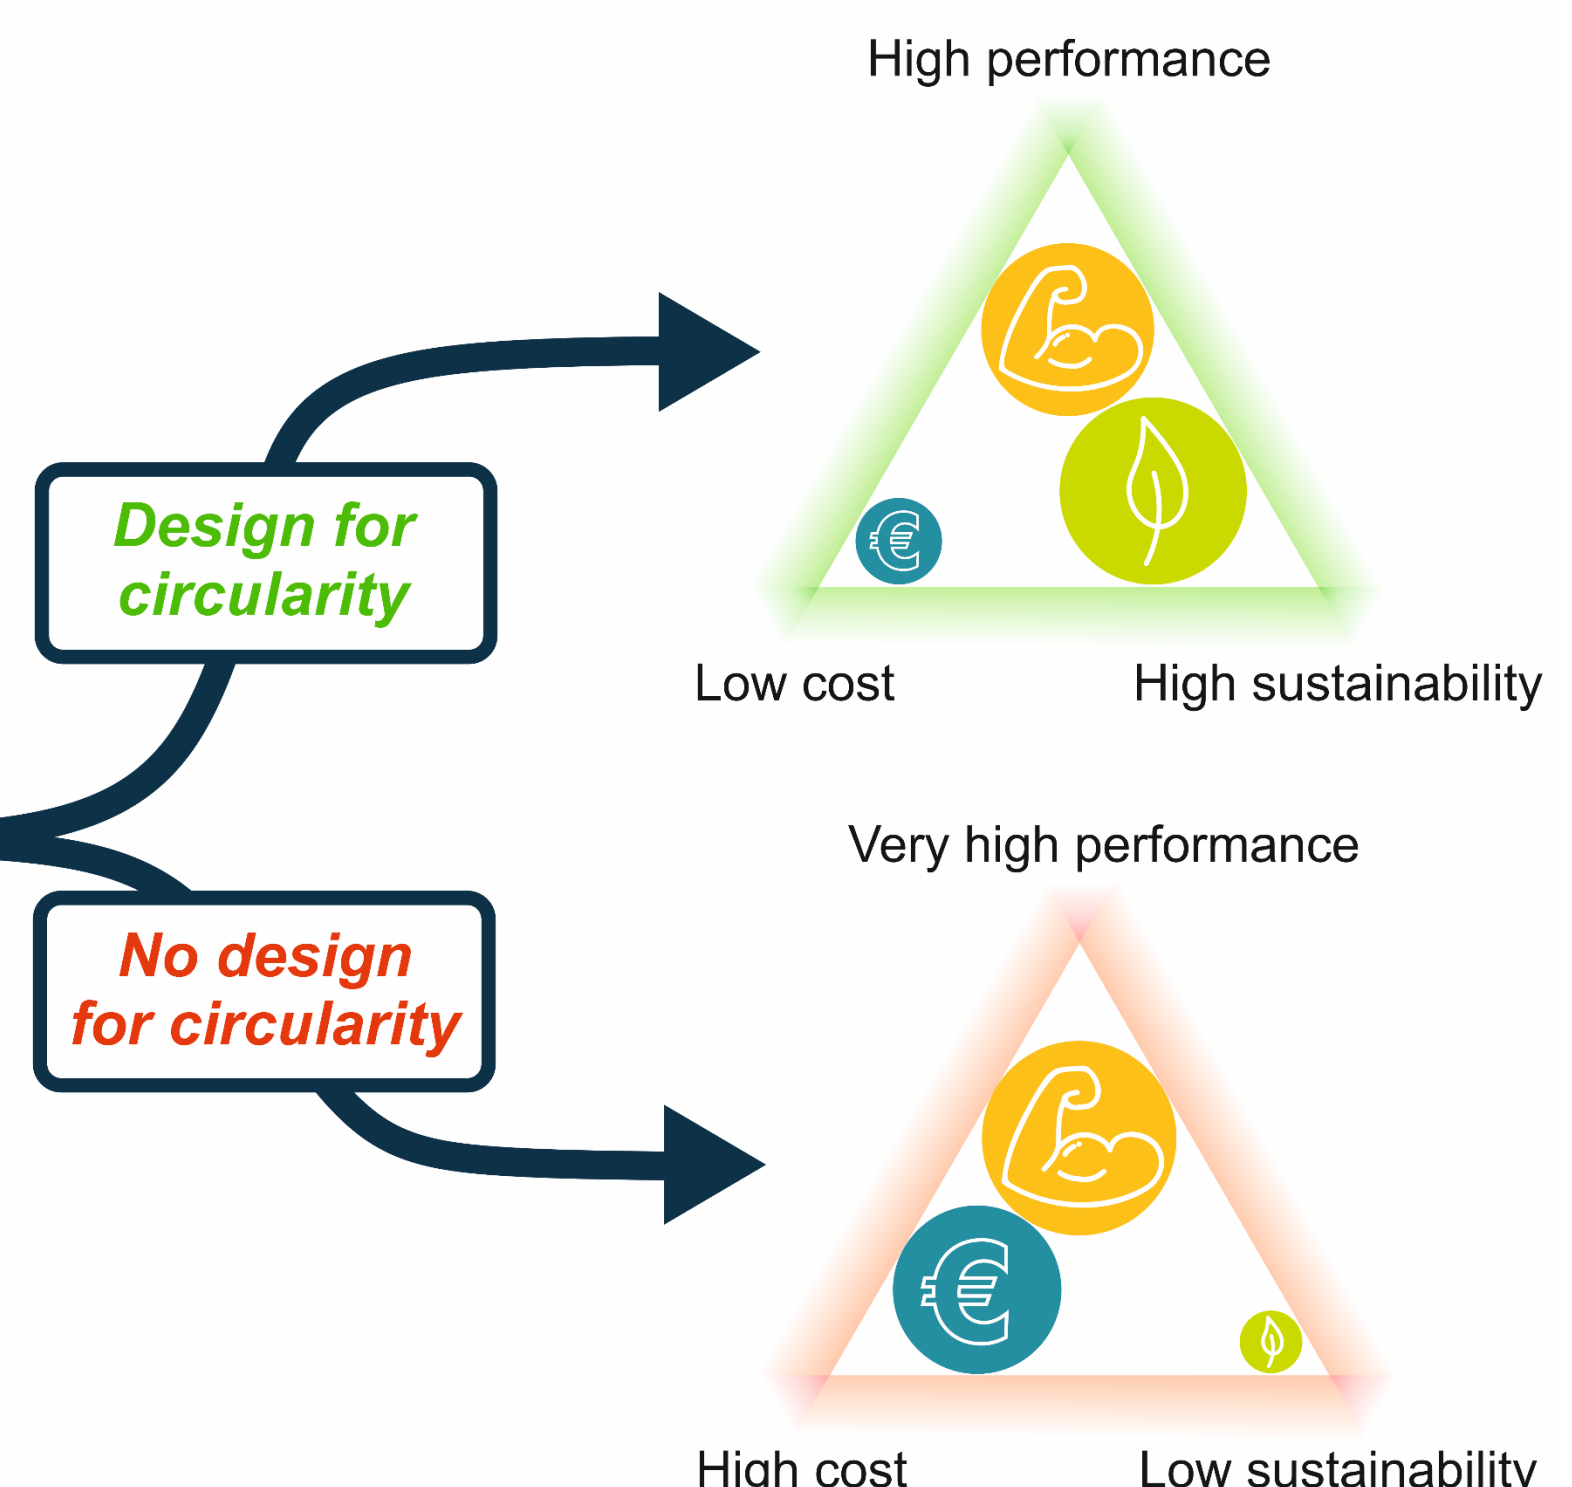 High performance
Design for
circularity
€
Low cost
High sustainability
Very high performance
No design
for circularity
€
High cost
Low sustainability